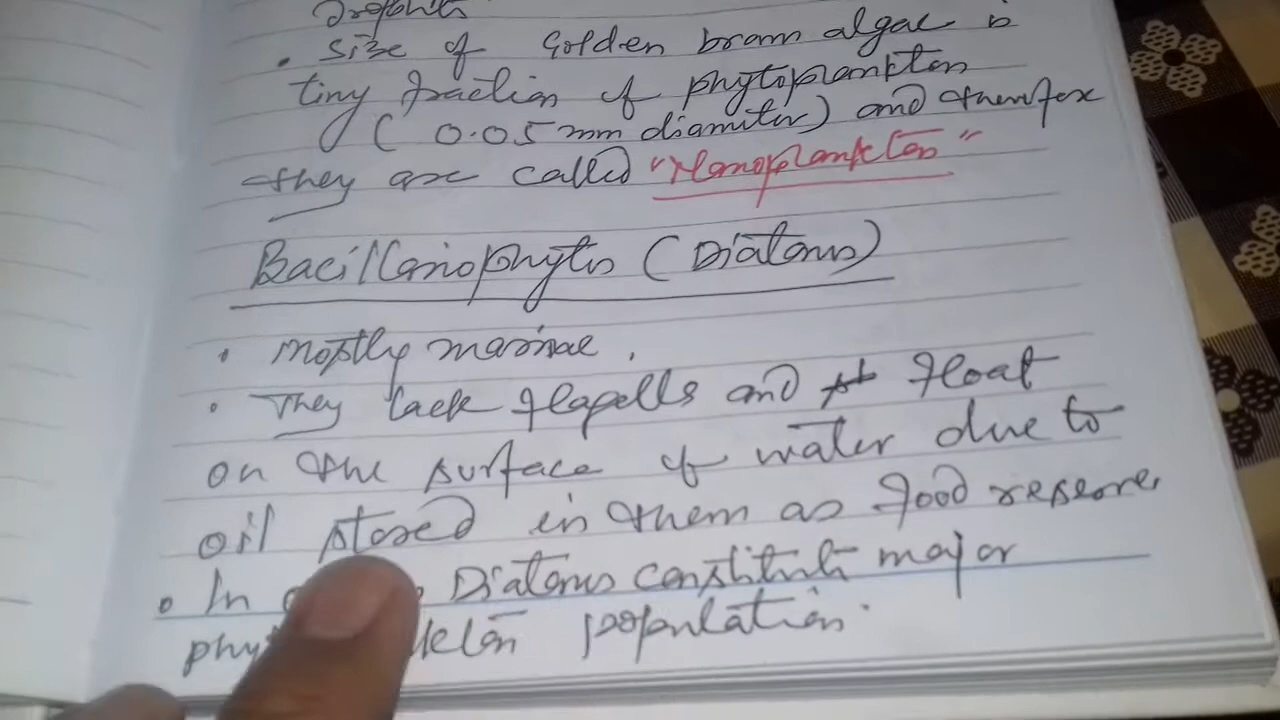 • Size of Golden brown algae is
tiny fraction of phytoplankton
( 0.05 mm diameter) and therefore
they are called "Nanoplankton"
Bacillariophytes (Diatoms)
• Mostly marine.
• They lack flagella and float
on the surface of water due to
oil stored in them as food reserve.
• In Diatoms constitute major
population.